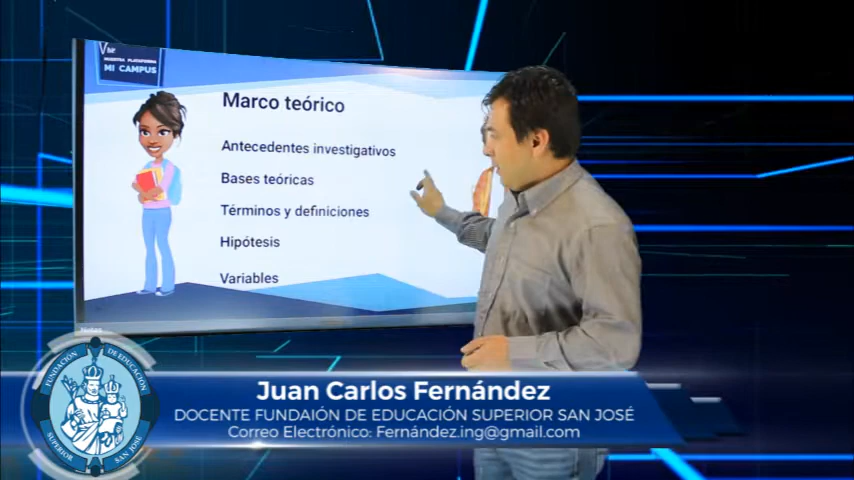 Vive
NUESTRA PLATAFORMA
MI CAMPUS
Marco teórico
Antecedentes investigativos
Bases teóricas
Términos y definiciones
Hipótesis
Variables
Notas
FUNDACIÓN DE EDUCACIÓN
SUPERIOR SAN JOSÉ
Juan Carlos Fernández
DOCENTE FUNDAIÓN DE EDUCACIÓN SUPERIOR SAN JOSÉ
Correo Electrónico: Fernández.ing@gmail.com